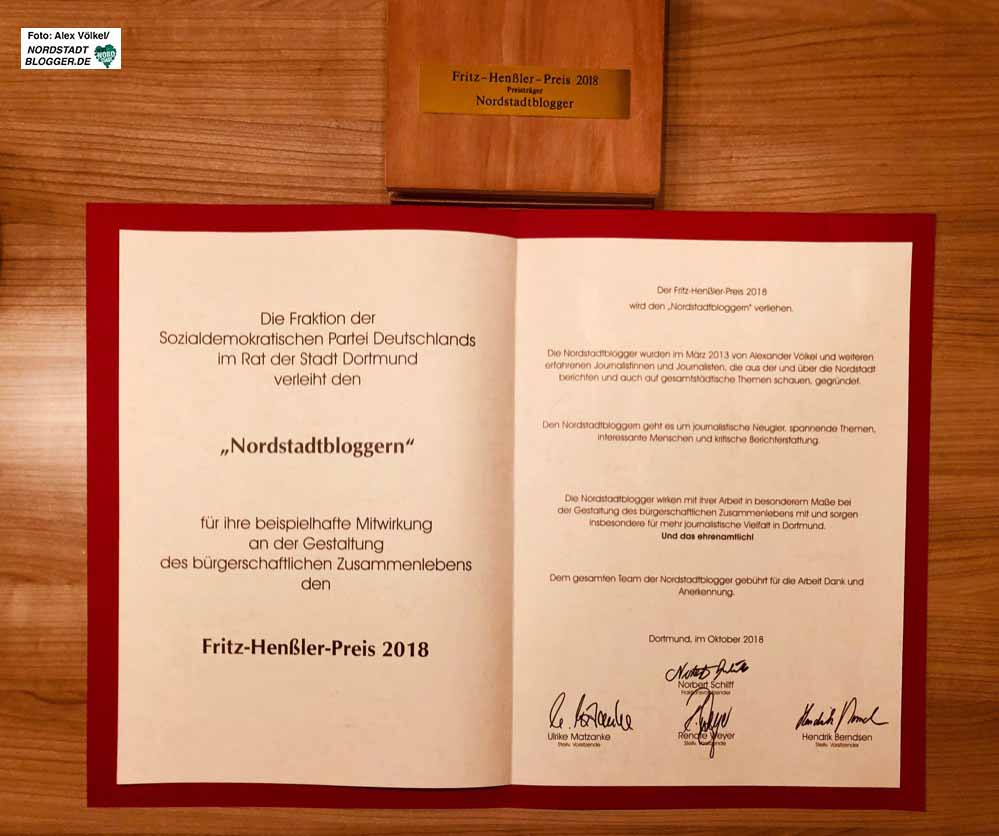 Foto: Alex Völkel/
NORDSTADT
BLOGGER.DE
Fritz-Henßler-Preis 2018
Preisträger
Nordstadtblogger
Die Fraktion der
Sozialdemokratischen Partei Deutschlands
im Rat der Stadt Dortmund
verleiht den
„Nordstadtbloggern“
für ihre beispielhafte Mitwirkung
an der Gestaltung
des bürgerschaftlichen Zusammenlebens
den
Fritz-Henßler-Preis 2018
Der Fritz-Henßler-Preis 2018
wird den „Nordstadtbloggern“ verliehen.
Die Nordstadtblogger wurden im März 2013 von Alexander Völkel und weiteren
erfahrenen Journalistinnen und Journalisten, die aus der und über die Nordstadt
berichten und auch auf gesamtstädtische Themen schauen, gegründet.
Den Nordstadtbloggern geht es um journalistische Neugier, spannende Themen,
interessante Menschen und kritische Berichterstattung.
Die Nordstadtblogger wirken mit ihrer Arbeit in besonderem Maße bei
der Gestaltung des bürgerschaftlichen Zusammenlebens mit und sorgen
insbesondere für mehr journalistische Vielfalt in Dortmund.
Und das ehrenamtlich!
Dem gesamten Team der Nordstadtblogger gebührt für die Arbeit Dank und
Anerkennung.
Dortmund, im Oktober 2018
Norbert Schilff
Fraktionsvorsitzender
Ulrike Matzanke
Stellv. Vorsitzende
Renate Weyer
Stellv. Vorsitzende
Hendrik Berndsen
Stellv. Vorsitzender